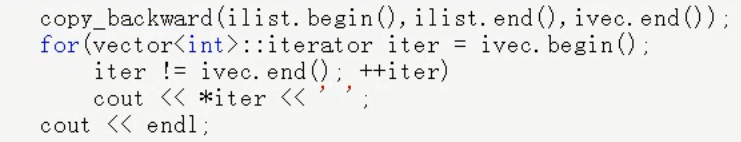 copy_backward(ilist.begin(), ilist.end(), ivec.end());
for(vector<int>::iterator iter = ivec.begin();
iter != ivec.end(); ++iter)
cout << *iter << ' ';
cout << endl;